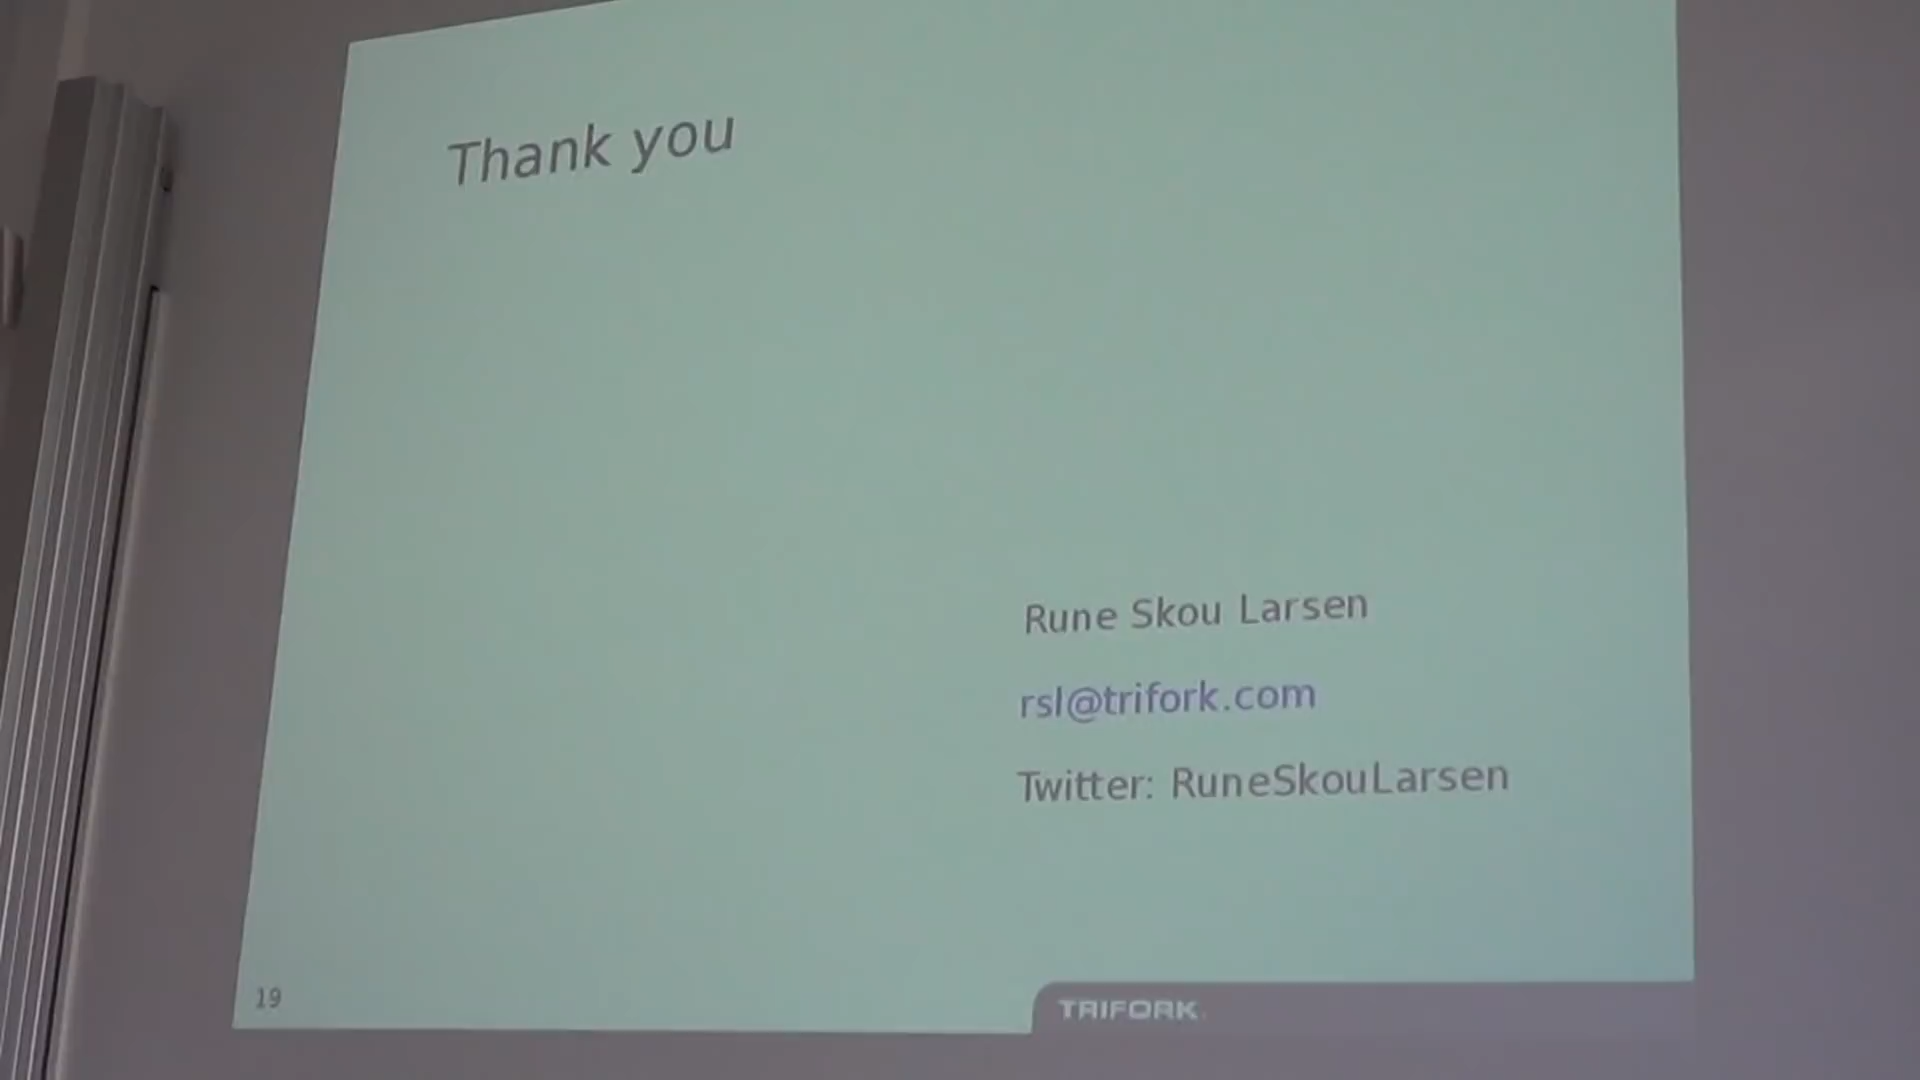 Thank you
Rune Skou Larsen
rsl@trifork.com
Twitter: RuneSkouLarsen
19
TRIFORK.